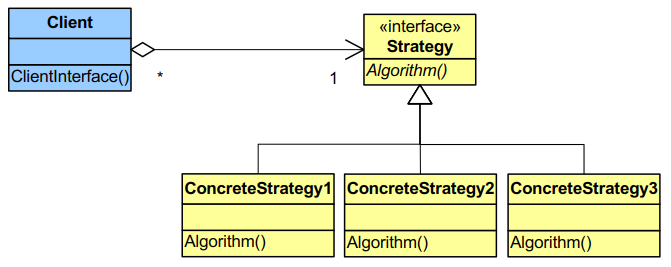 Client
ClientInterface()
*
1
«interface»
Strategy
Algorithm()
ConcreteStrategy1
Algorithm()
ConcreteStrategy2
Algorithm()
ConcreteStrategy3
Algorithm()